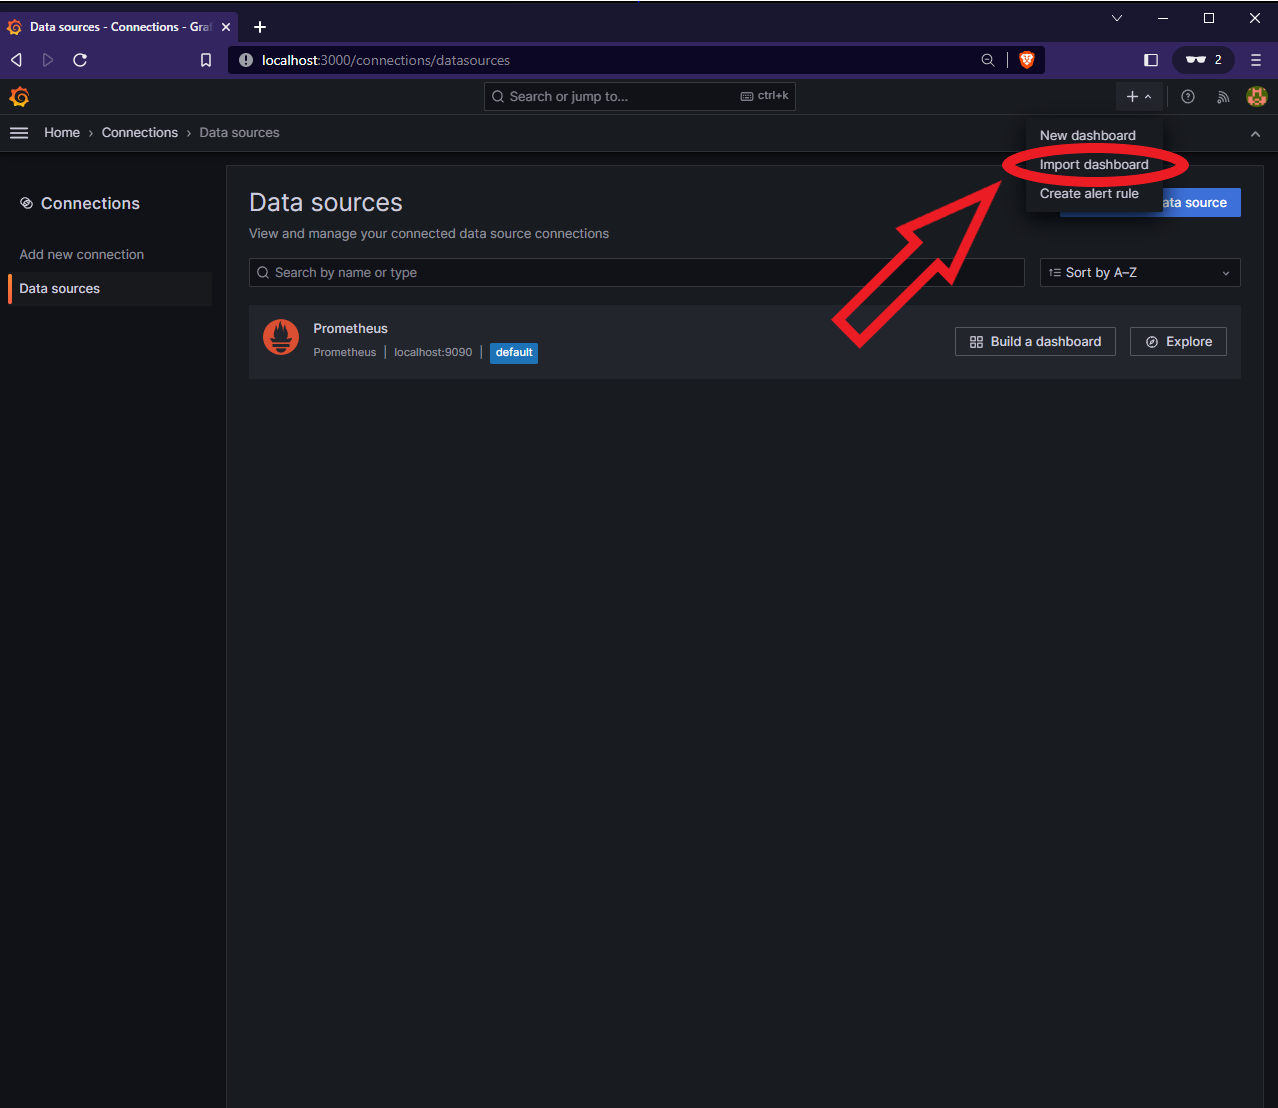 Data sources - Connections - Graf
localhost:3000/connections/datasources
2
Search or jump to...
ctrl+k
Home › Connections › Data sources
New dashboard
Import dashboard
Create alert rule
Connections
Add new connection
Data sources
Data sources
ata source
View and manage your connected data source connections
Search by name or type
Sort by A–Z
Prometheus
Prometheus | localhost:9090 | default
Build a dashboard
Explore